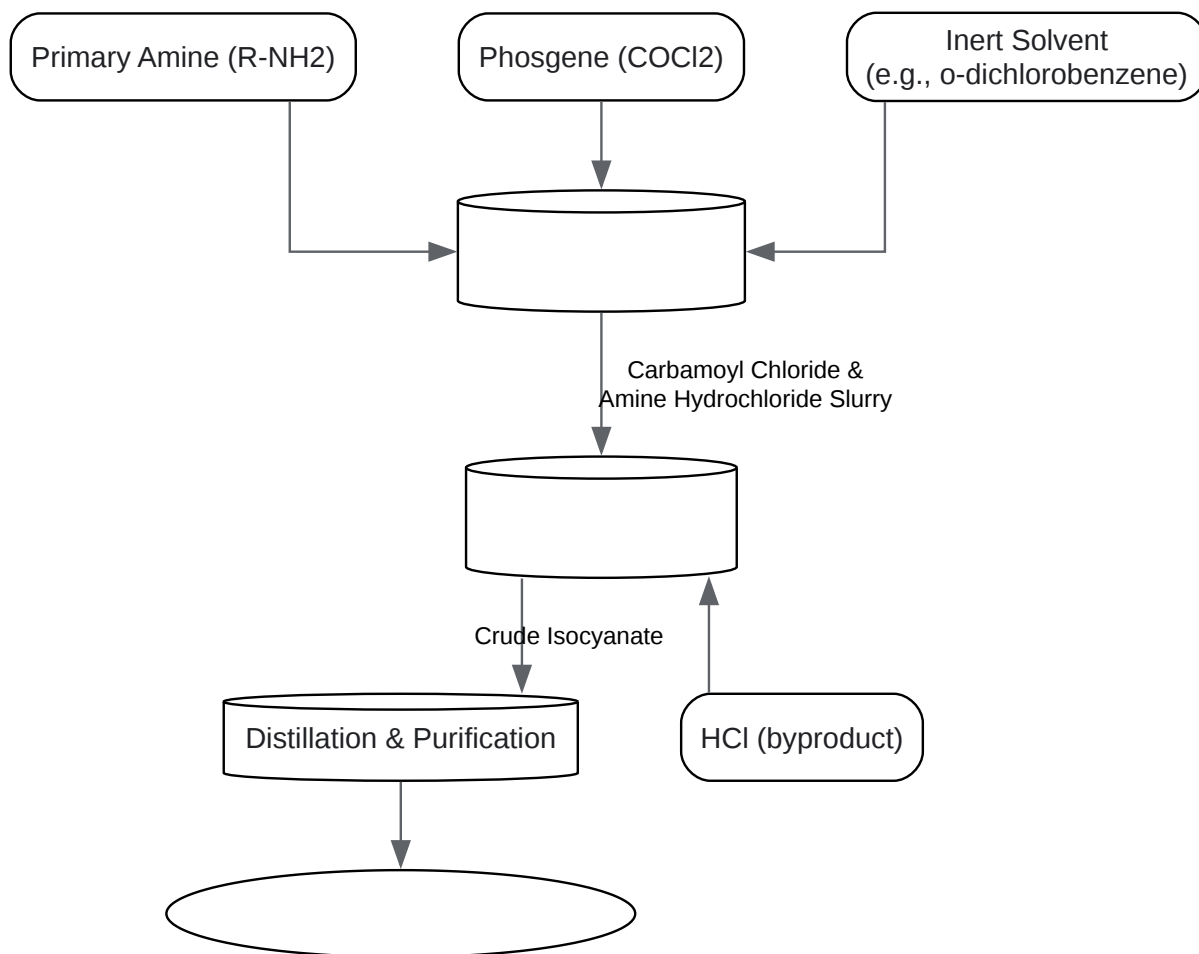 Primary Amine (R-NH2)
Phosgene (COCl2)
Inert Solvent
(e.g., o-dichlorobenzene)
Carbamoyl Chloride &
Amine Hydrochloride Slurry
Crude Isocyanate
Distillation & Purification
HCl (byproduct)